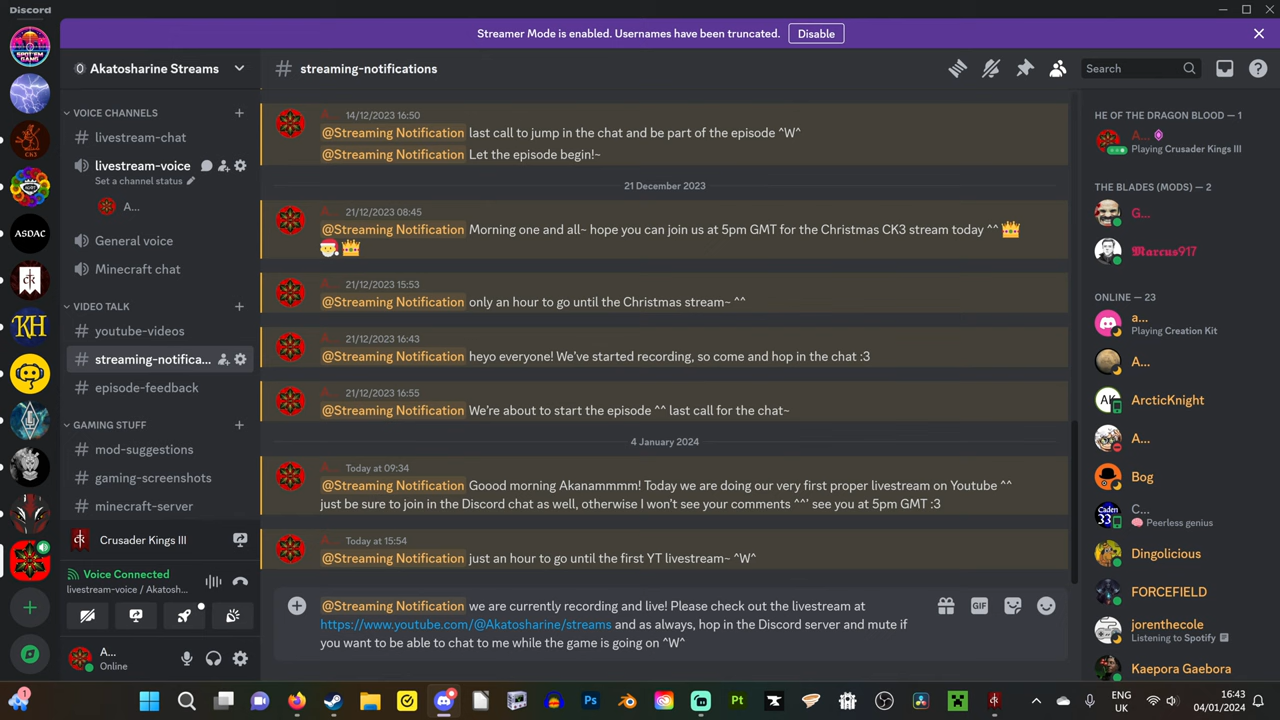 Discord
Streamer Mode is enabled. Usernames have been truncated.
Disable
SPOT'EM GANG
CK3
ASDAC
KH
Akatosharine Streams
VOICE CHANNELS
livestream-chat
livestream-voice
Set a channel status
A...
General voice
Minecraft chat
VIDEO TALK
youtube-videos
streaming-notifica...
episode-feedback
GAMING STUFF
mod-suggestions
gaming-screenshots
minecraft-server
Crusader Kings III
Voice Connected
livestream-voice / Akatosh...
A...
Online
# streaming-notifications
Search
14/12/2023 16:50
@Streaming Notification last call to jump in the chat and be part of the episode ^W^
@Streaming Notification Let the episode begin!~
21 December 2023
21/12/2023 08:45
@Streaming Notification Morning one and all~ hope you can join us at 5pm GMT for the Christmas CK3 stream today ^^ 👑
🎅👑
21/12/2023 15:53
@Streaming Notification only an hour to go until the Christmas stream~ ^^
21/12/2023 16:43
@Streaming Notification heyo everyone! We've started recording, so come and hop in the chat :3
21/12/2023 16:55
@Streaming Notification We're about to start the episode ^^ last call for the chat~
4 January 2024
Today at 09:34
@Streaming Notification Goood morning Akanammmm! Today we are doing our very first proper livestream on Youtube ^^
just be sure to join in the Discord chat as well, otherwise I won't see your comments ^^' see you at 5pm GMT :3
Today at 15:54
@Streaming Notification just an hour to go until the first YT livestream~ ^W^
@Streaming Notification we are currently recording and live! Please check out the livestream at
https://www.youtube.com/@Akatosharine/streams and as always, hop in the Discord server and mute if
you want to be able to chat to me while the game is going on ^W^
GIF
HE OF THE DRAGON BLOOD — 1
A...
Playing Crusader Kings III
THE BLADES (MODS) — 2
G...
𝕸𝖆𝖗𝖈𝖚𝖘917
ONLINE — 23
a...
Playing Creation Kit
A...
AK
ArcticKnight
A...
Bog
Caden 33
C...
Peerless genius
Dingolicious
FORCEFIELD
jorenthecole
Listening to Spotify
Kaepora Gaebora
1
Ps
Pt
ENG
UK
16:43
04/01/2024